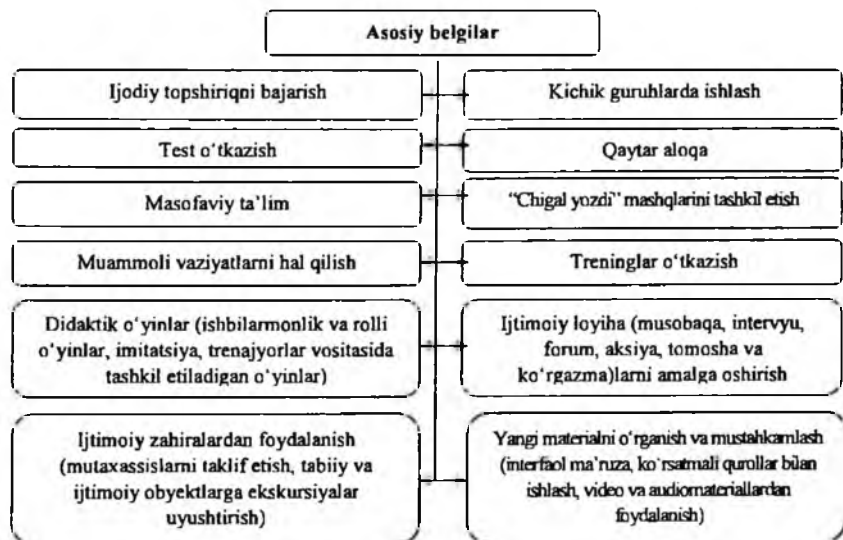 Asosiy belgilar
Ijodiy topshiriqni bajarish
Kichik guruhlarda ishlash
Test o‘tkazish
Qaytar aloqa
Masofaviy ta’lim
“Chigal yozdi” mashqlarini tashkil etish
Muammoli vaziyatlarni hal qilish
Treninglar o‘tkazish
Didaktik o‘yinlar (ishbilarmonlik va rolli
o‘yinlar, imitatsiya, trenajyorlar vositasida
tashkil etiladigan o‘yinlar)
Ijtimoiy loyiha (musobaqa, intervyu,
forum, aksiya, tomosha va
ko‘rgazma)larni amalga oshirish
Ijtimoiy zahiralardan foydalanish
(mutaxassislarni taklif etish, tabiiy va
ijtimoiy obyektlarga ekskursiyalar
uyushtirish)
Yangi materialni o‘rganish va mustahkamlash
(interfaol ma’ruza, ko‘rsatmali qurollar bilan
ishlash, video va audiomateriallardan
foydalanish)